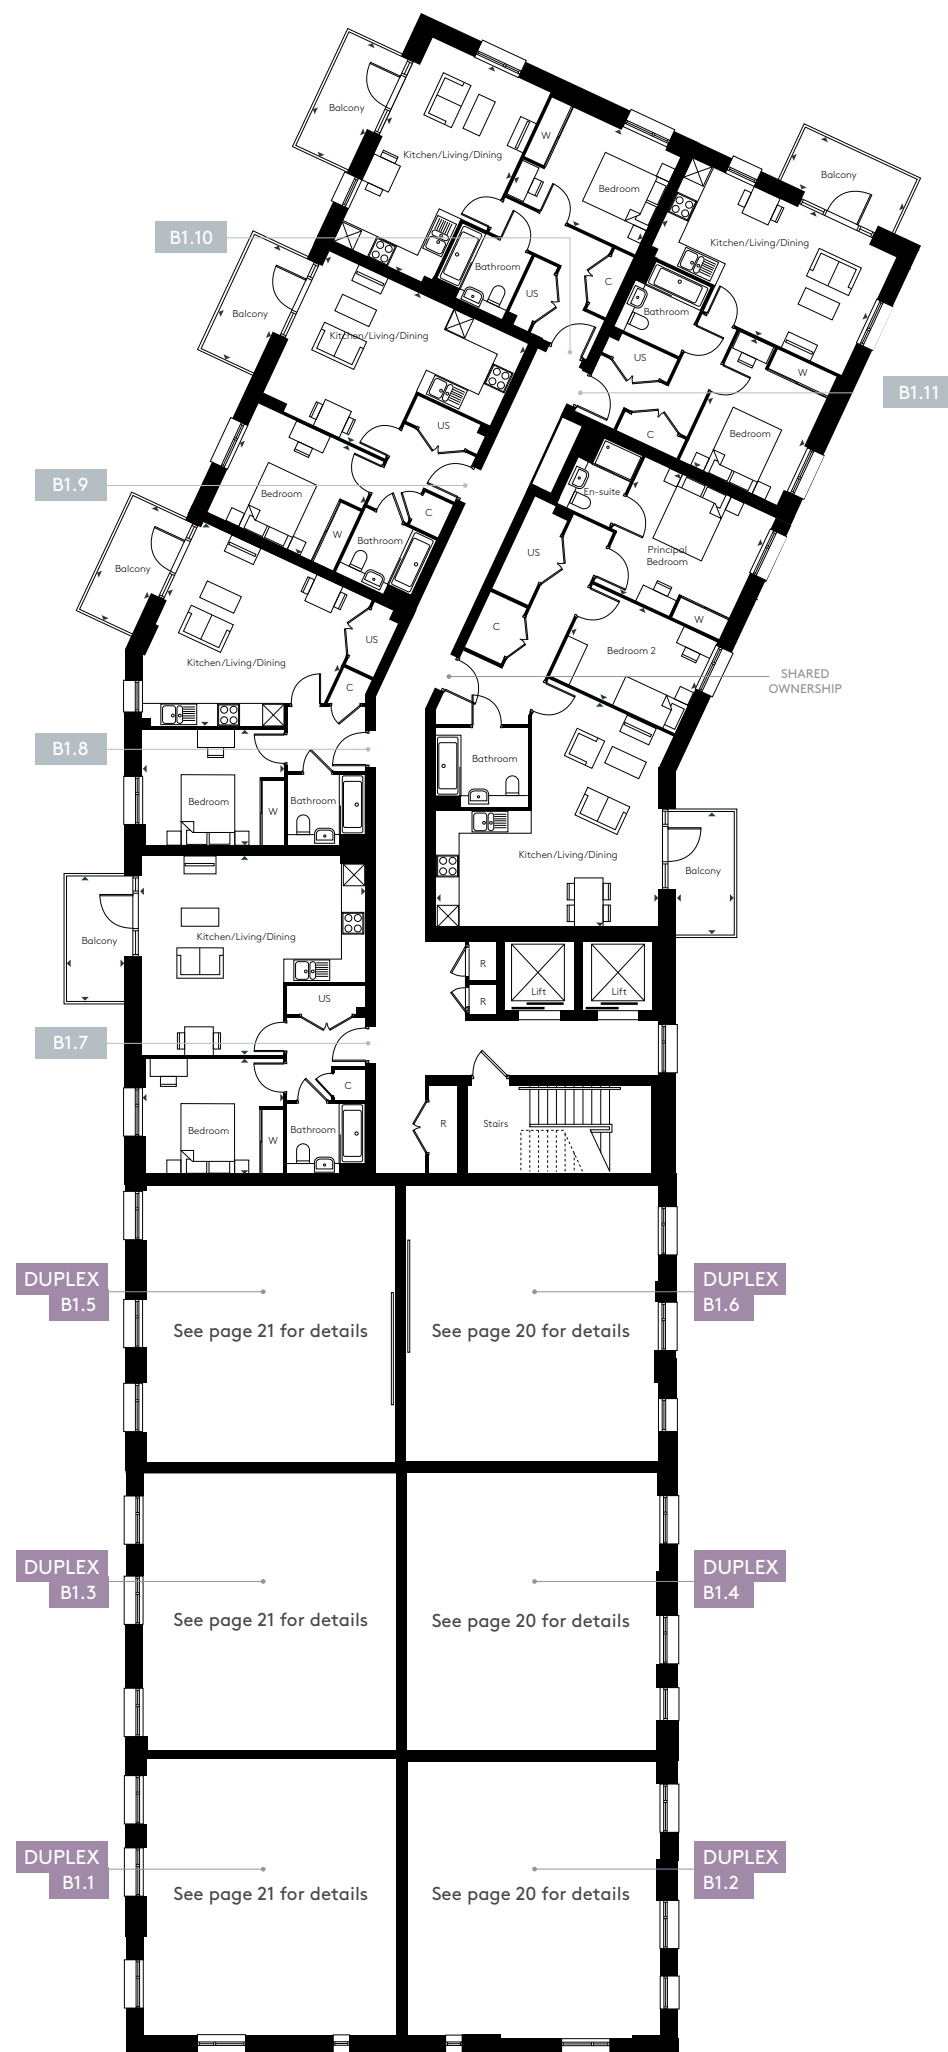 Balcony
Kitchen/Living/Dining
W
Bedroom
Balcony
B1.10
Kitchen/Living/Dining
Bathroom
US
C
Bathroom
Balcony
Kitchen/Living/Dining
US
W
B1.11
US
C
Bedroom
B1.9
Bedroom
W
C
Bathroom
En-suite
Principal
Bedroom
US
Balcony
Kitchen/Living/Dining
US
C
C
W
Bedroom 2
SHARED
OWNERSHIP
B1.8
Bedroom
W
Bathroom
Bathroom
Kitchen/Living/Dining
Balcony
Kitchen/Living/Dining
Balcony
US
R
R
Lift
Lift
B1.7
C
Bedroom
W
Bathroom
R
Stairs
DUPLEX
B1.5
See page 21 for details
DUPLEX
B1.6
See page 20 for details
DUPLEX
B1.3
See page 21 for details
DUPLEX
B1.4
See page 20 for details
DUPLEX
B1.1
See page 21 for details
DUPLEX
B1.2
See page 20 for details